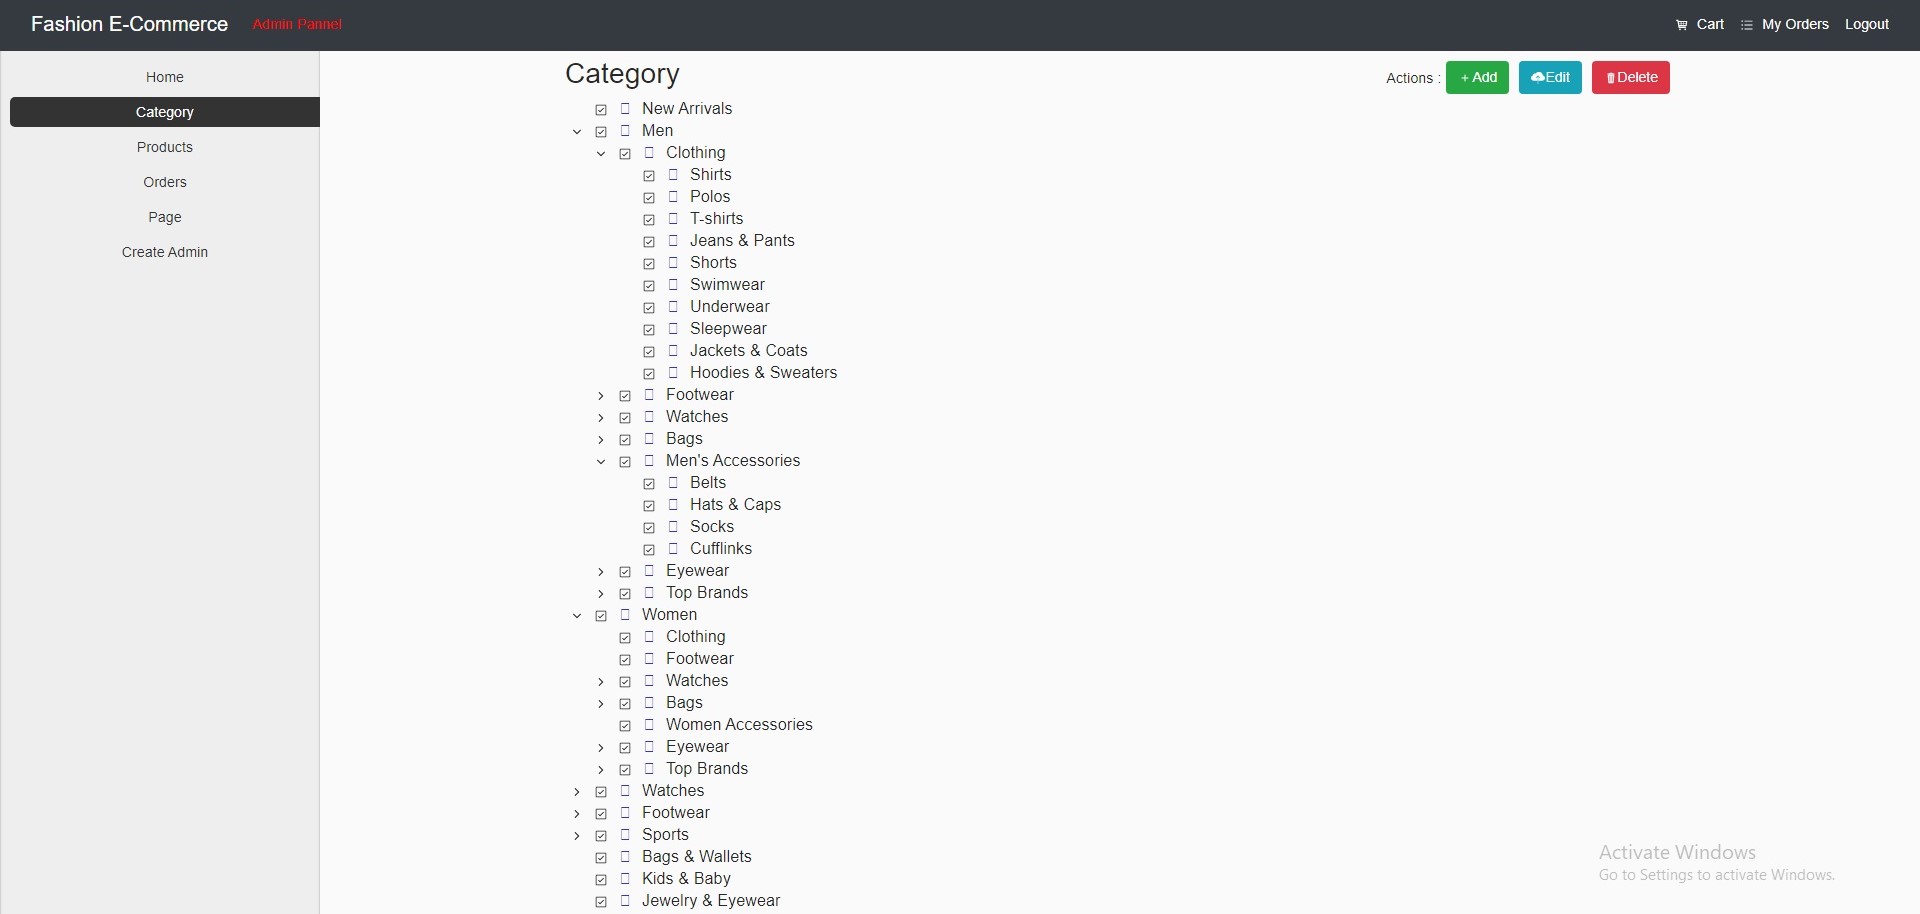 Fashion E-Commerce Admin Pannel Cart My Orders Logout
Home
Category
Products
Orders
Page
Create Admin
Category
Actions : + Add Edit Delete
New Arrivals
Men
Clothing
Shirts
Polos
T-shirts
Jeans & Pants
Shorts
Swimwear
Underwear
Sleepwear
Jackets & Coats
Hoodies & Sweaters
Footwear
Watches
Bags
Men's Accessories
Belts
Hats & Caps
Socks
Cufflinks
Eyewear
Top Brands
Women
Clothing
Footwear
Watches
Bags
Women Accessories
Eyewear
Top Brands
Watches
Footwear
Sports
Bags & Wallets
Kids & Baby
Jewelry & Eyewear
Activate Windows
Go to Settings to activate Windows.